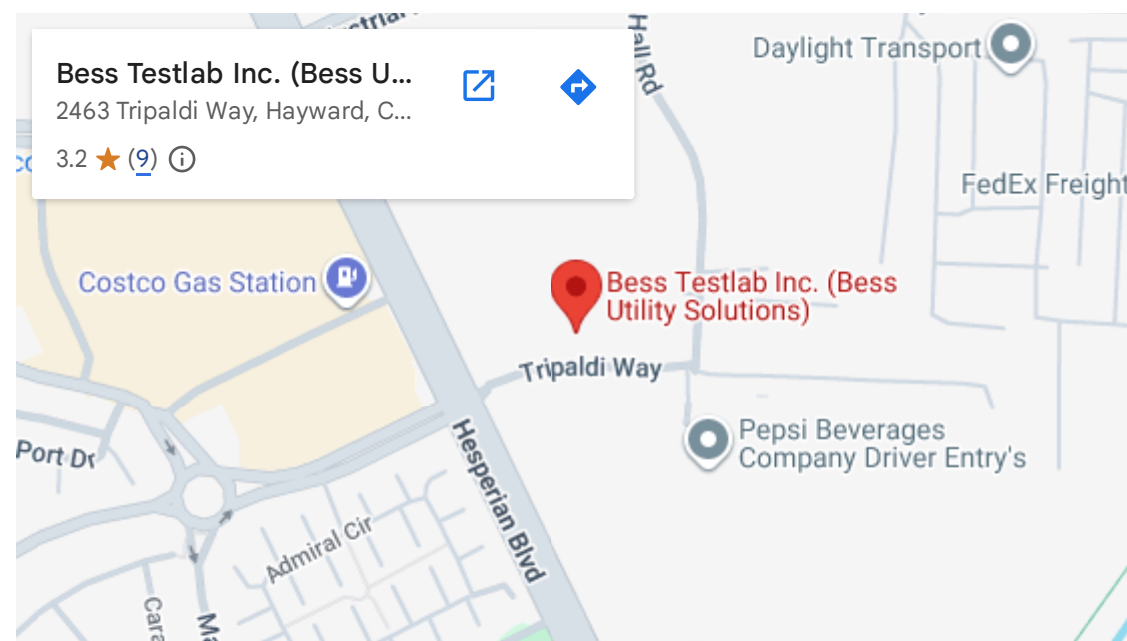 Hall Rd
Daylight Transport
Bess Testlab Inc. (Bess U...
2463 Tripaldi Way, Hayward, C...
3.2 ★ (9)
FedEx Freight
Costco Gas Station
Bess Testlab Inc. (Bess
Utility Solutions)
Tripaldi Way
Pepsi Beverages
Company Driver Entry's
Port Dr
Hesperian Blvd
Admiral Cir